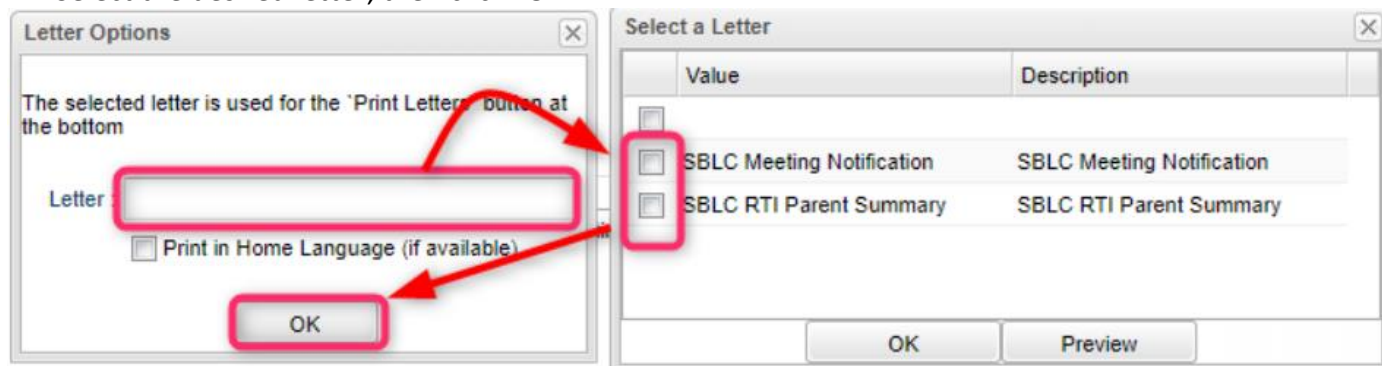 Letter Options
The selected letter is used for the `Print Letters` button at
the bottom
Letter :
Print in Home Language (if available)
OK
Select a Letter
Value Description
SBLC Meeting Notification SBLC Meeting Notification
SBLC RTI Parent Summary SBLC RTI Parent Summary
OK Preview